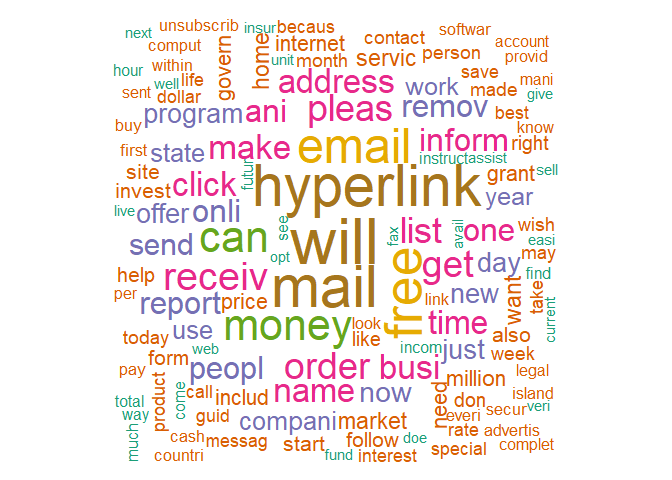 next unsubscrib insur becaus softwar
comput govern home internet contact account
hour within unit month servic person provid
sent well life address save mani
dollar ani pleas work made give
buy program remov best
first state make email inform right know
site click futur hyperlink instructassist grant sell
invest year
live offer onli see will list one wish
send can opt fax avail easi
help receiv mail free get day may find
per report price link new want take current
today use money look time also
web like incom just week
form peopl order busi legal
pay product come call includ name now need million island
total guid compani market don secur veri
way everi
much cash messag start follow doe rate advertis
countri fund interest special complet